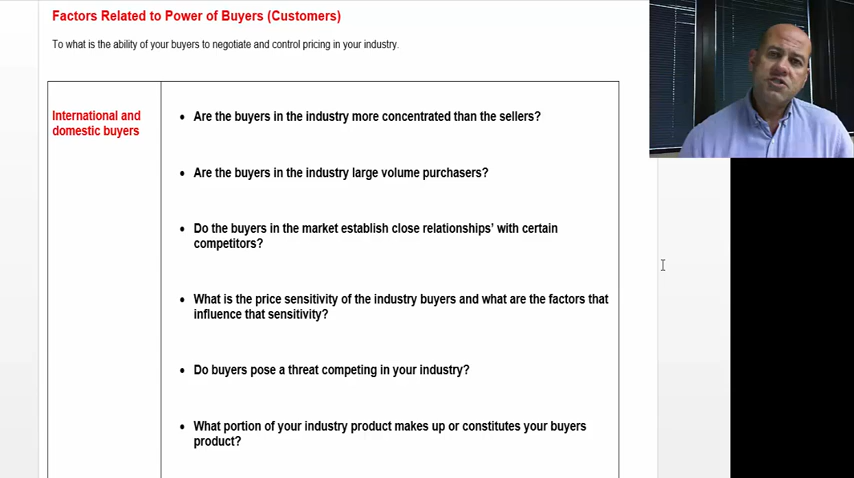 Factors Related to Power of Buyers (Customers)
To what is the ability of your buyers to negotiate and control pricing in your industry.
International and
domestic buyers
• Are the buyers in the industry more concentrated than the sellers?
• Are the buyers in the industry large volume purchasers?
• Do the buyers in the market establish close relationships' with certain
competitors?
• What is the price sensitivity of the industry buyers and what are the factors that
influence that sensitivity?
• Do buyers pose a threat competing in your industry?
• What portion of your industry product makes up or constitutes your buyers
product?